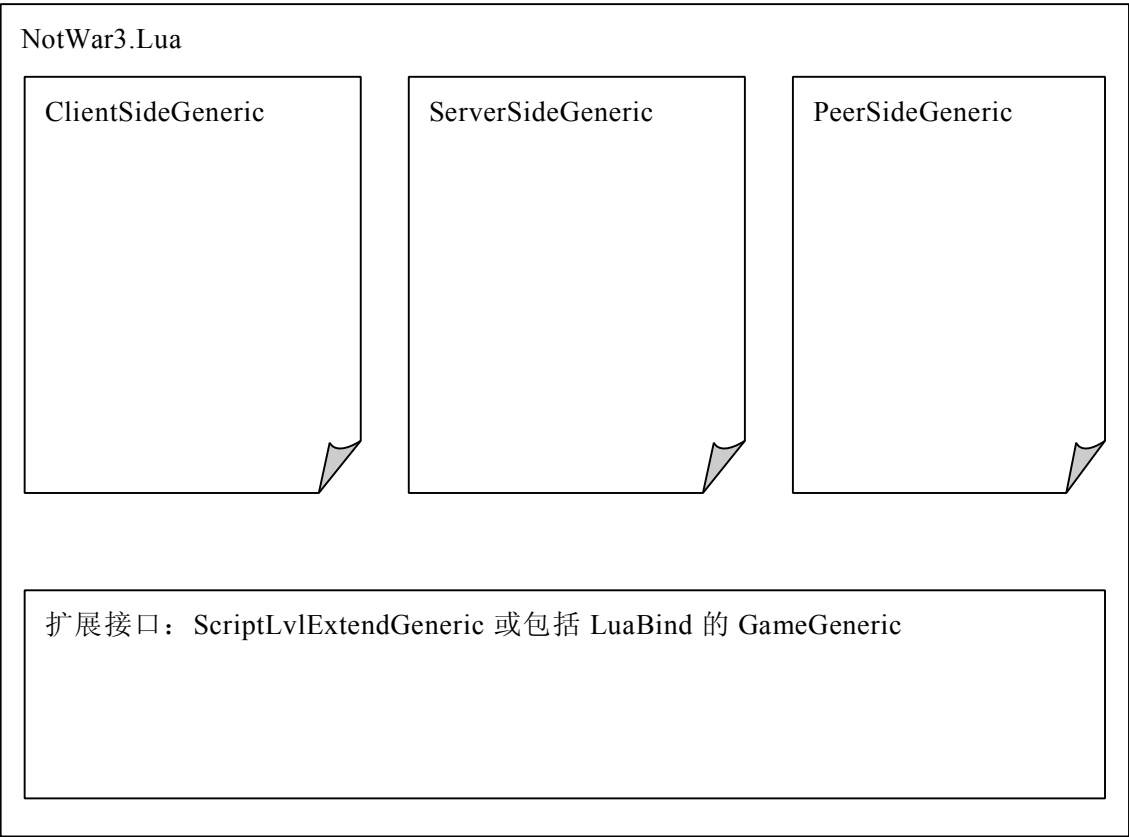 NotWar3.Lua
ClientSideGeneric
ServerSideGeneric
PeerSideGeneric
扩展接口：ScriptLvlExtendGeneric 或包括 LuaBind 的 GameGeneric